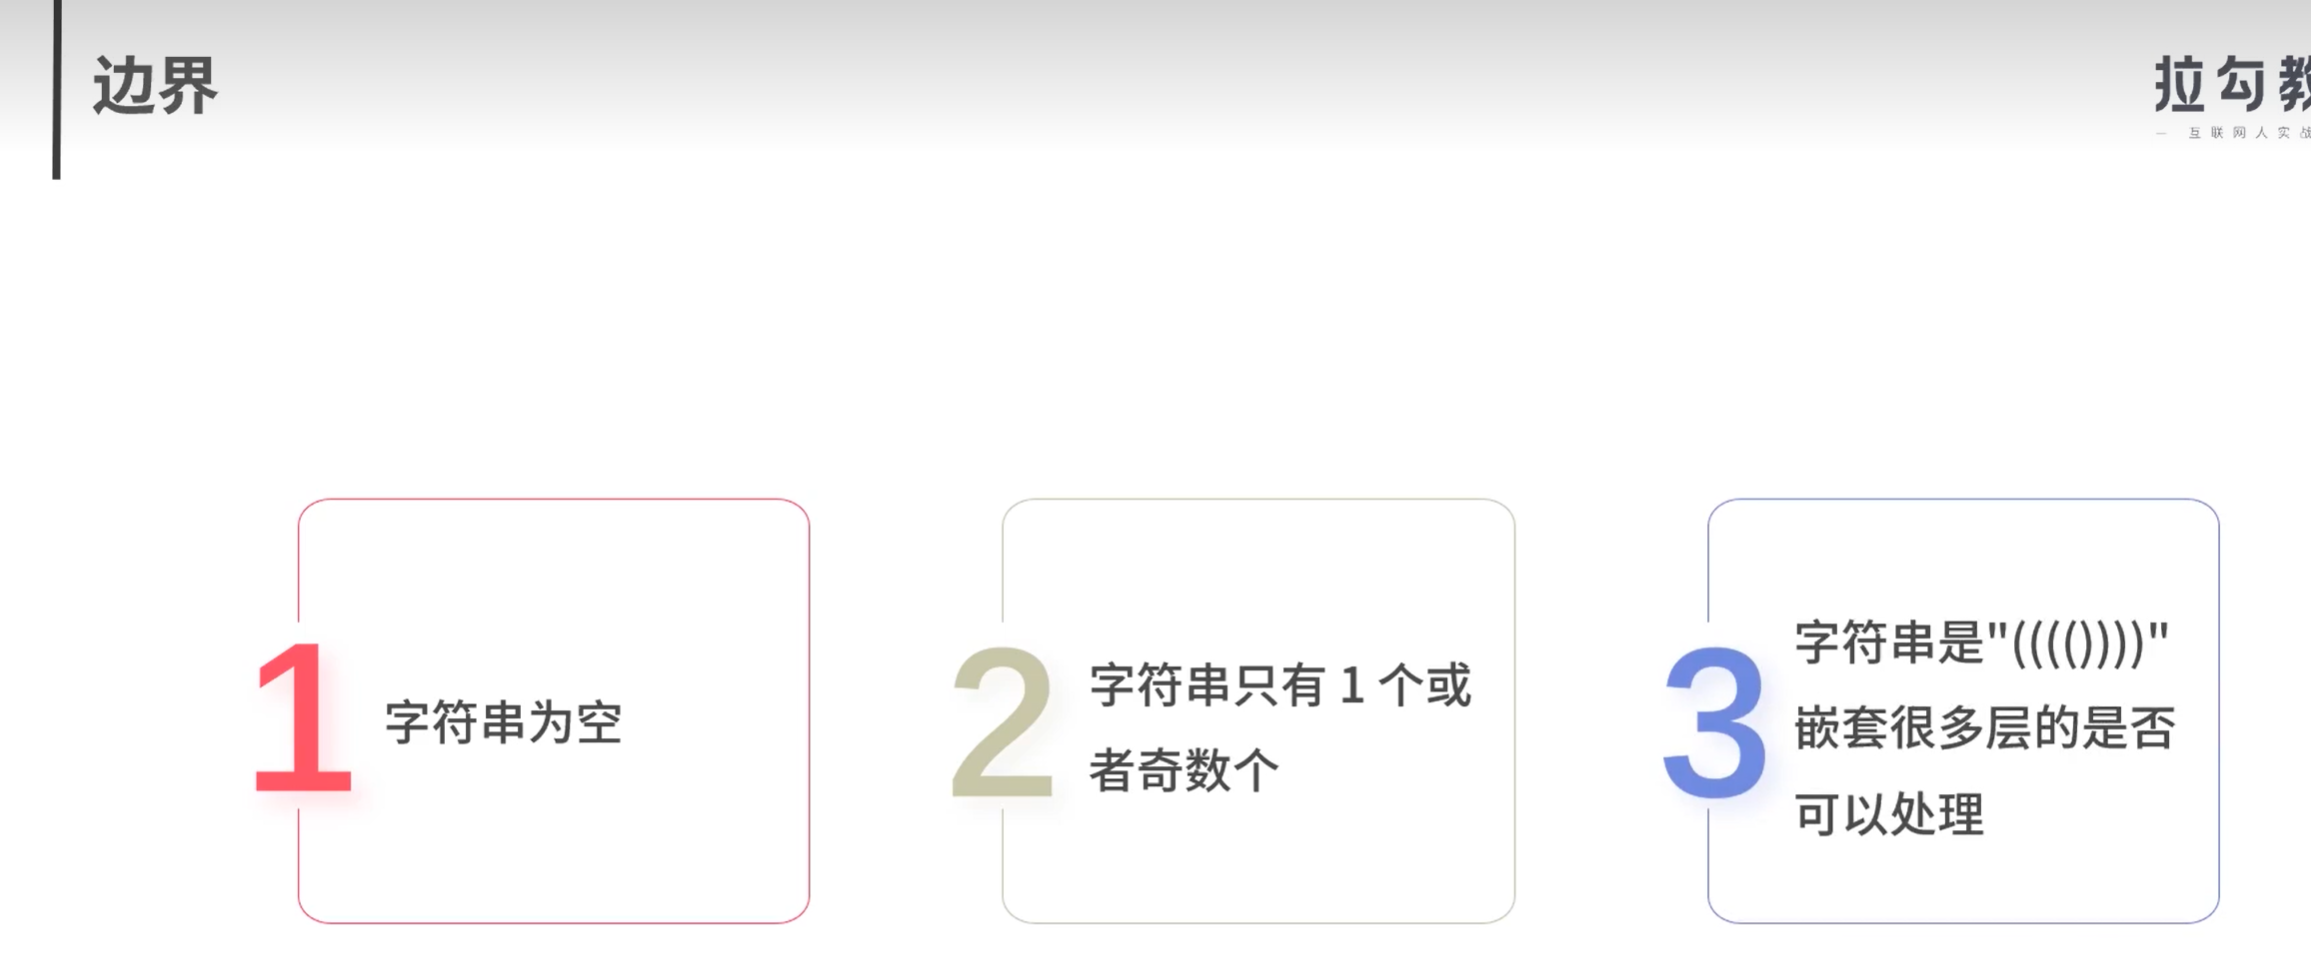 边界
拉勾教
— 互联网人实战
1
字符串为空
2
字符串只有 1 个或
者奇数个
3
字符串是"(((())))"
嵌套很多层的是否
可以处理